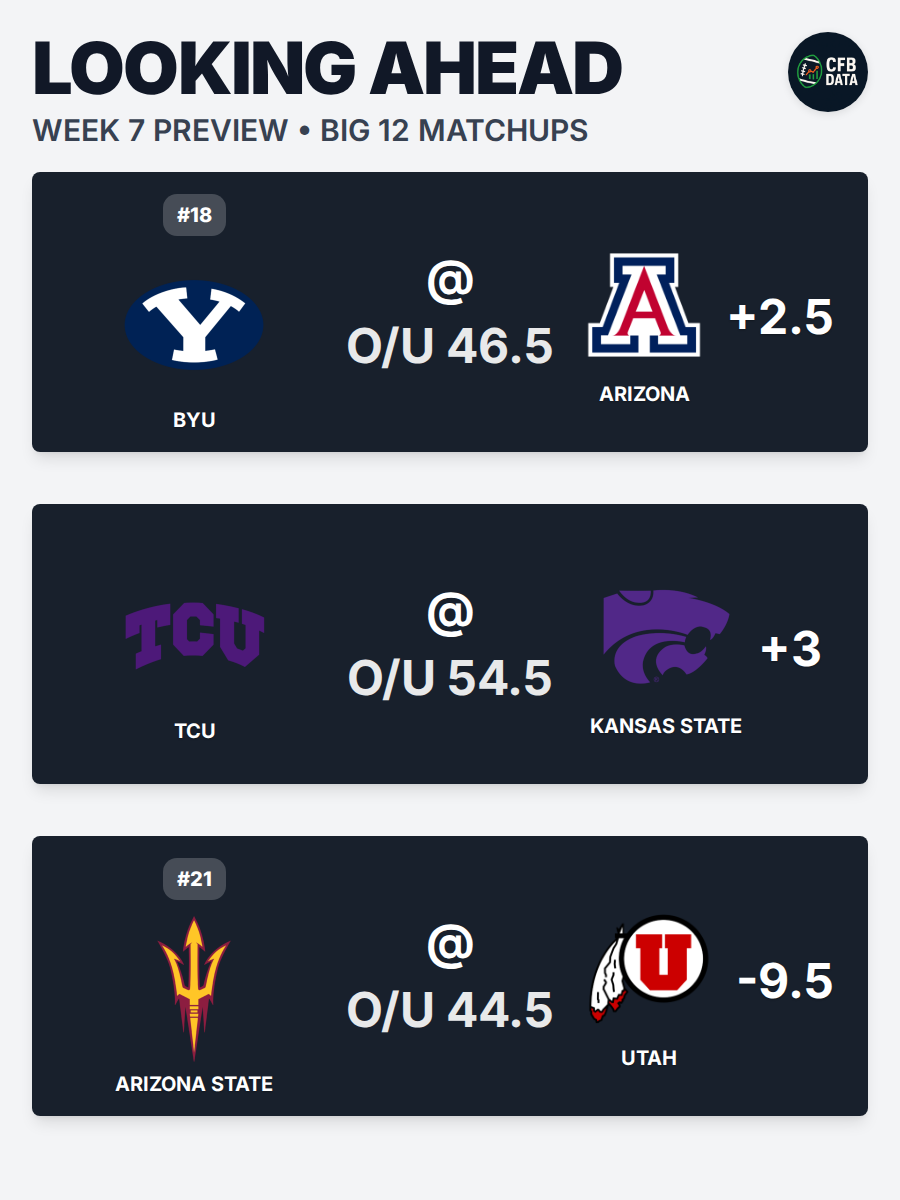 LOOKING AHEAD
CFB
DATA
WEEK 7 PREVIEW • BIG 12 MATCHUPS
#18
Y
BYU
@
O/U 46.5
A
ARIZONA
+2.5
TCU
TCU
@
O/U 54.5
KANSAS STATE
+3
#21
ARIZONA STATE
@
O/U 44.5
U
UTAH
-9.5